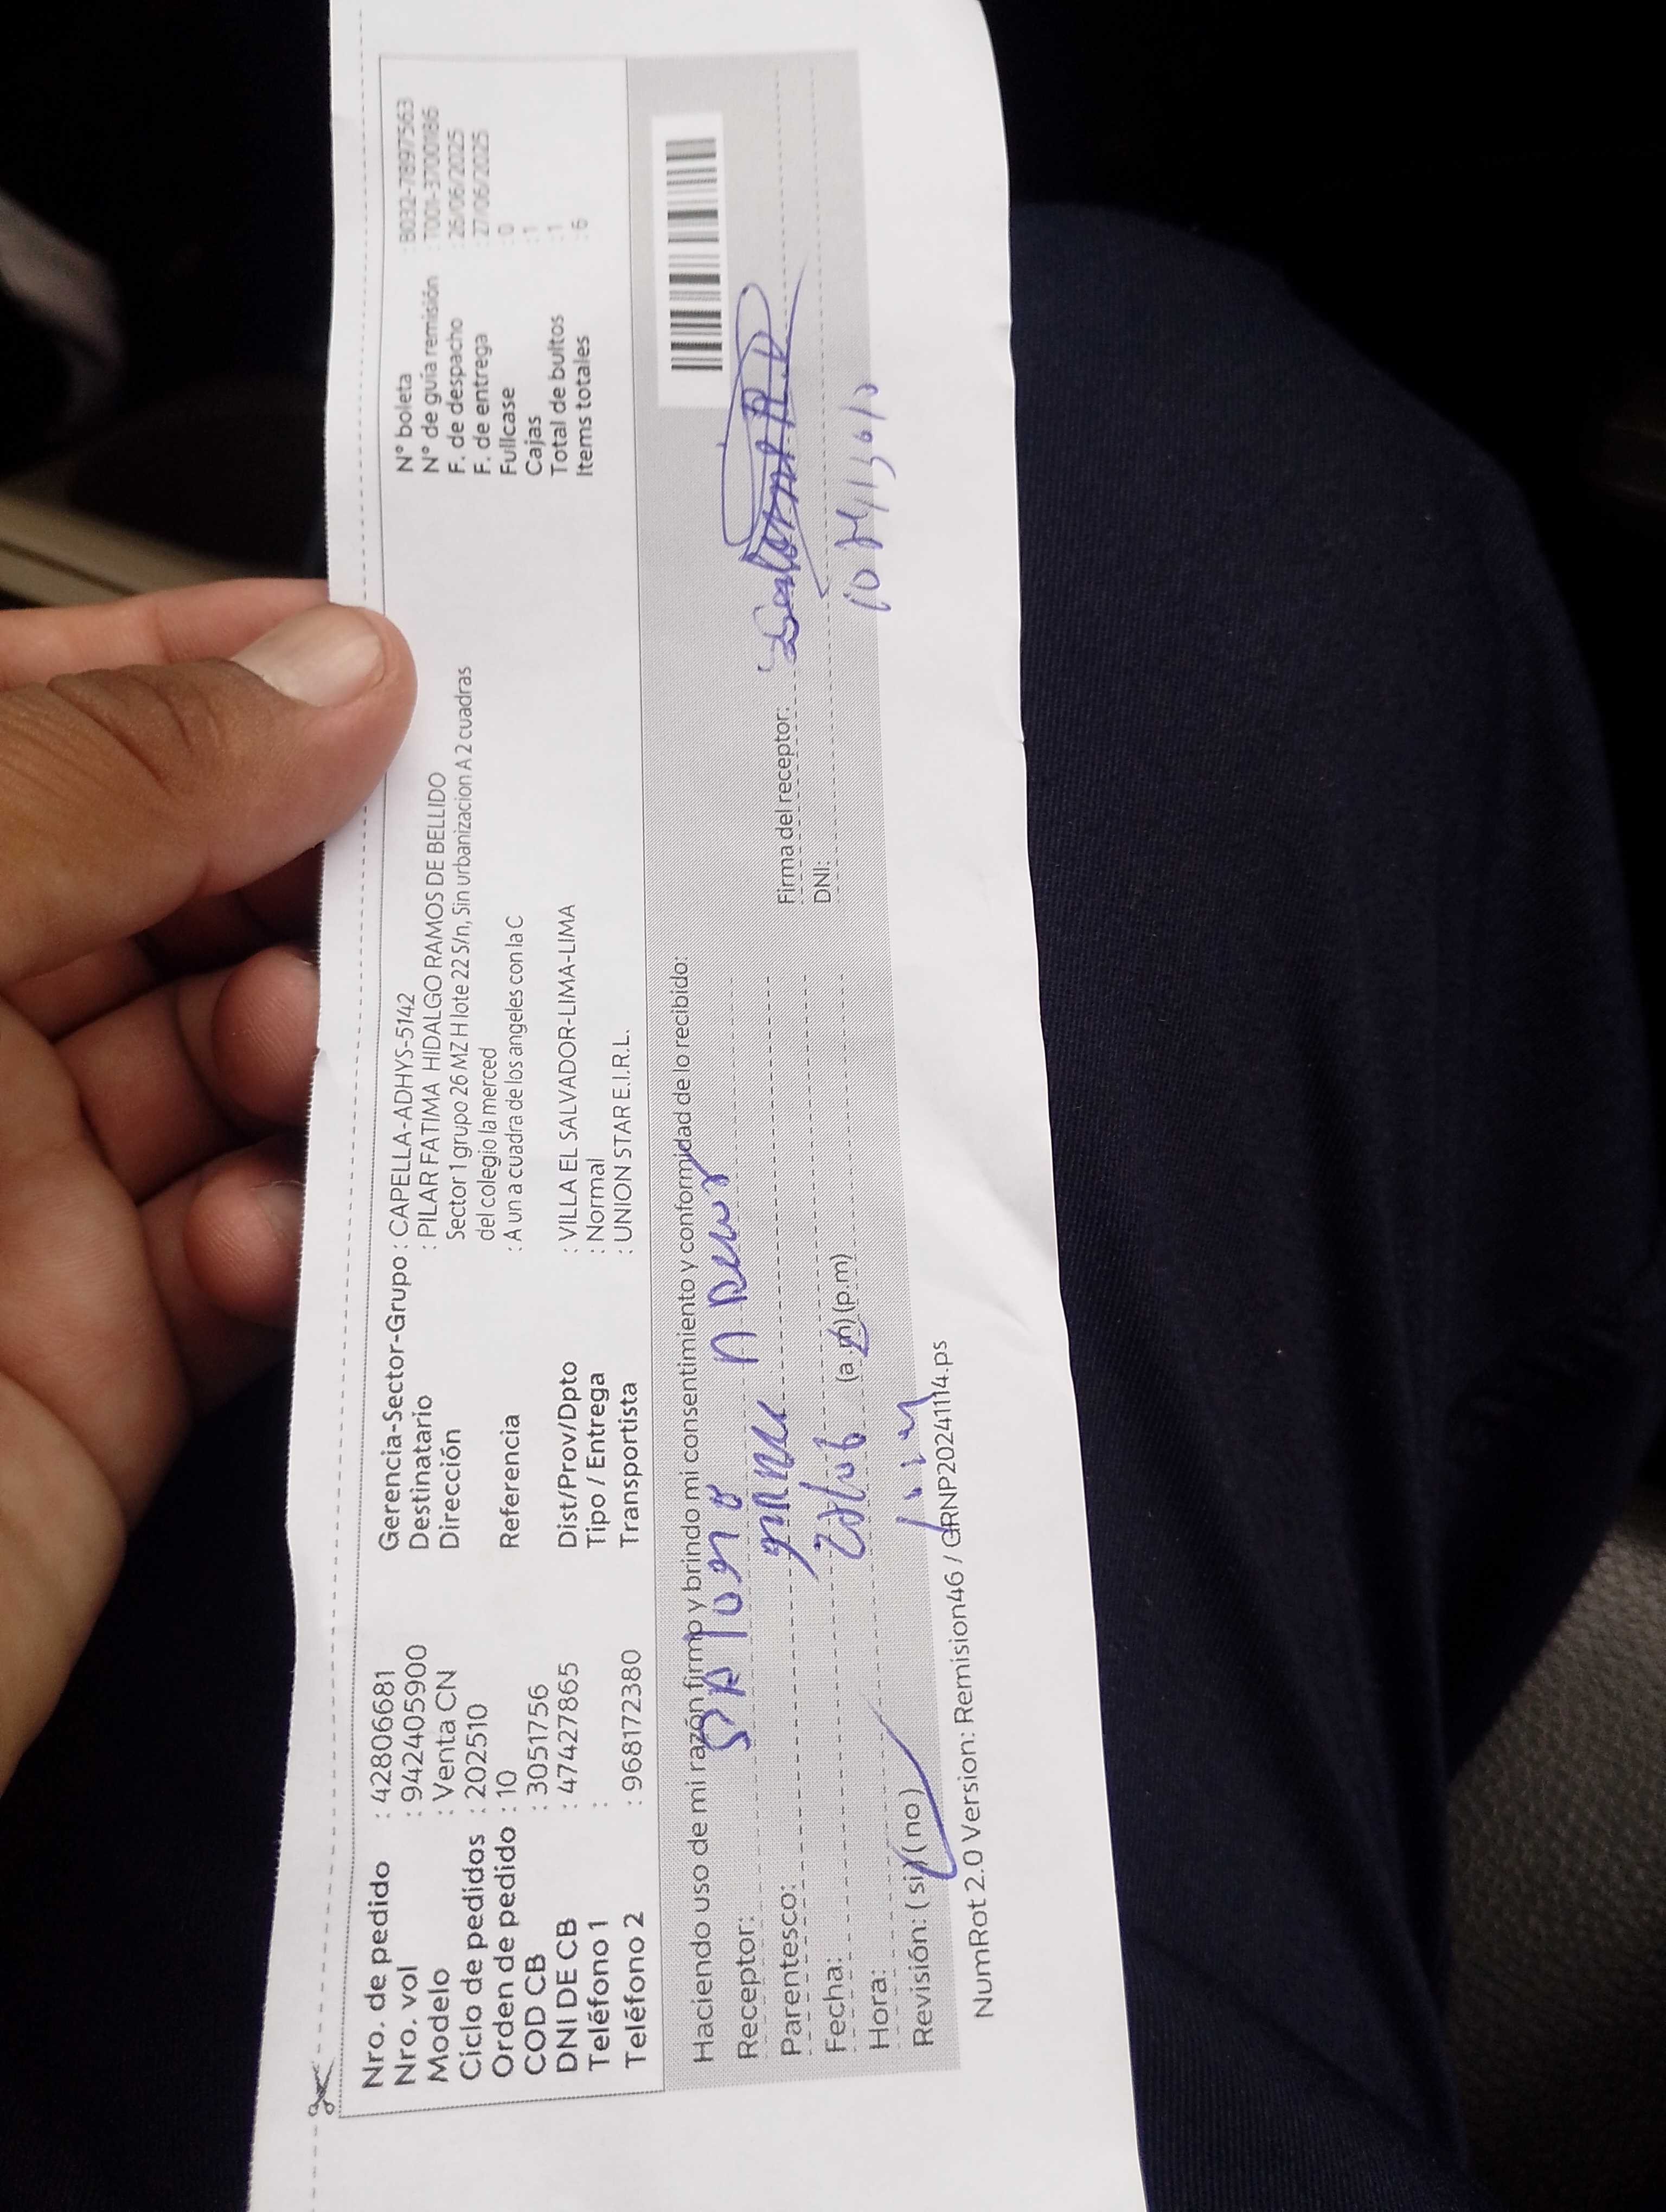 Nro. de pedido : 42806681
Nro. vol : 942405900
Modelo : Venta CN
Ciclo de pedidos : 202510
Orden de pedido : 10
COD CB : 3051756
DNI DE CB : 47427865
Teléfono 1 :
Teléfono 2 : 968172380
Gerencia-Sector-Grupo : CAPELLA-ADHYS-5142
Destinatario : PILAR FATIMA HIDALGO RAMOS DE BELLIDO
Dirección Sector 1 grupo 26 MZ H lote 22 S/n, Sin urbanizacion A 2 cuadras
del colegio la merced
Referencia : A un a cuadra de los angeles con la C
Dist/Prov/Dpto : VILLA EL SALVADOR-LIMA-LIMA
Tipo / Entrega : Normal
Transportista : UNION STAR E.I.R.L.
N° boleta : B032-7897563
N° de guía remisión : T001-3700186
F. de despacho : 26/06/2025
F. de entrega : 27/06/2025
Fullcase : 0
Cajas : 1
Total de bultos : 1
Items totales : 6
Haciendo uso de mi razón firmo y brindo mi consentimiento y conformidad de lo recibido:
Receptor:
Parentesco:
Fecha:
Hora: (a.m) (p.m)
Revisión: ( si ) ( no )
Firma del receptor:
DNI:
NumRot 2.0 Version: Remision46 / GRNP20241114.ps